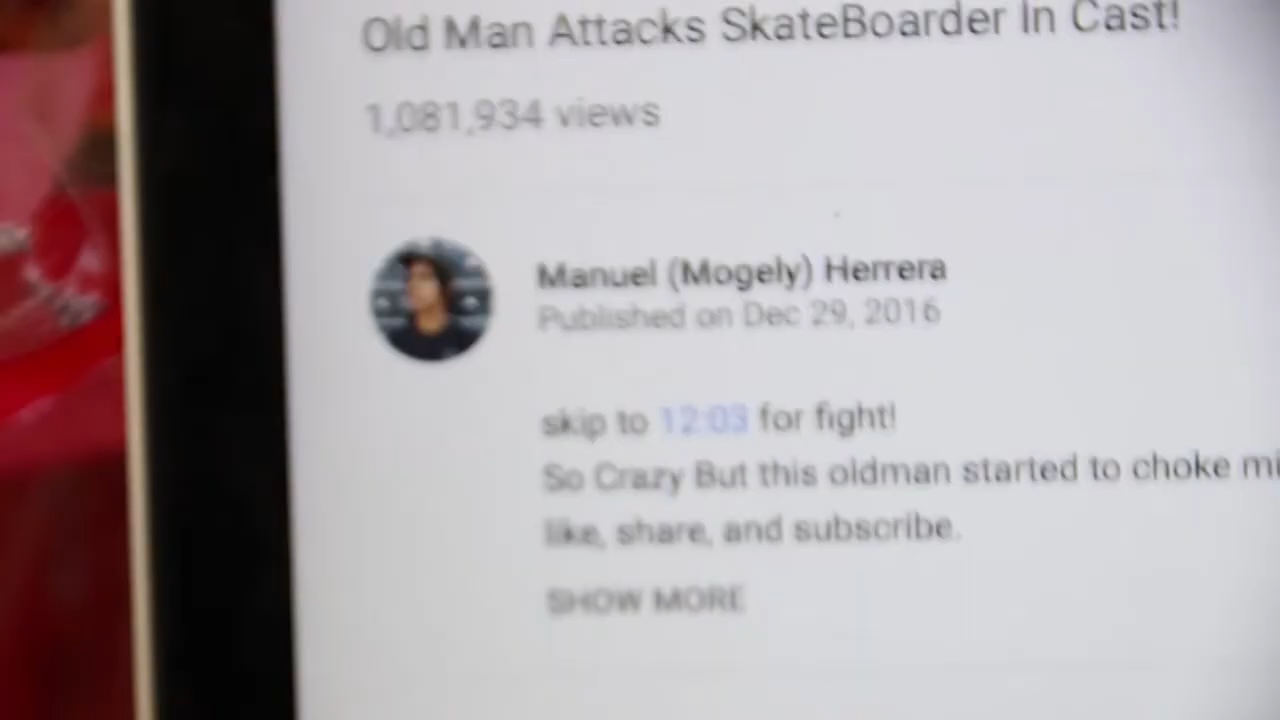 Old Man Attacks SkateBoarder In Cast!
1,081,934 views
Manuel (Mogely) Herrera
Published on Dec 29, 2016
skip to 12:03 for fight!
So Crazy But this oldman started to choke mi
like, share, and subscribe.
SHOW MORE